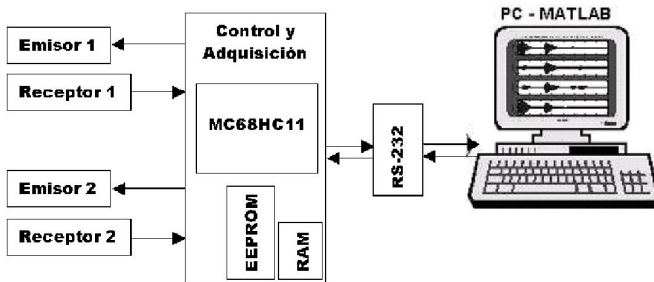 PC - MATLAB
Emisor 1
Receptor 1
Emisor 2
Receptor 2
Control y
Adquisición
MC68HC11
EEPROM
RAM
RS-232